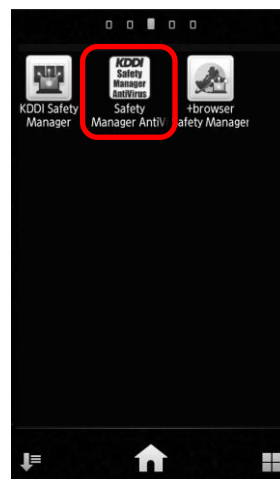 KDDI
Safety
Manager
AntiVirus
KDDI Safety
Manager
Safety
Manager AntiV
+browser
afety Manager